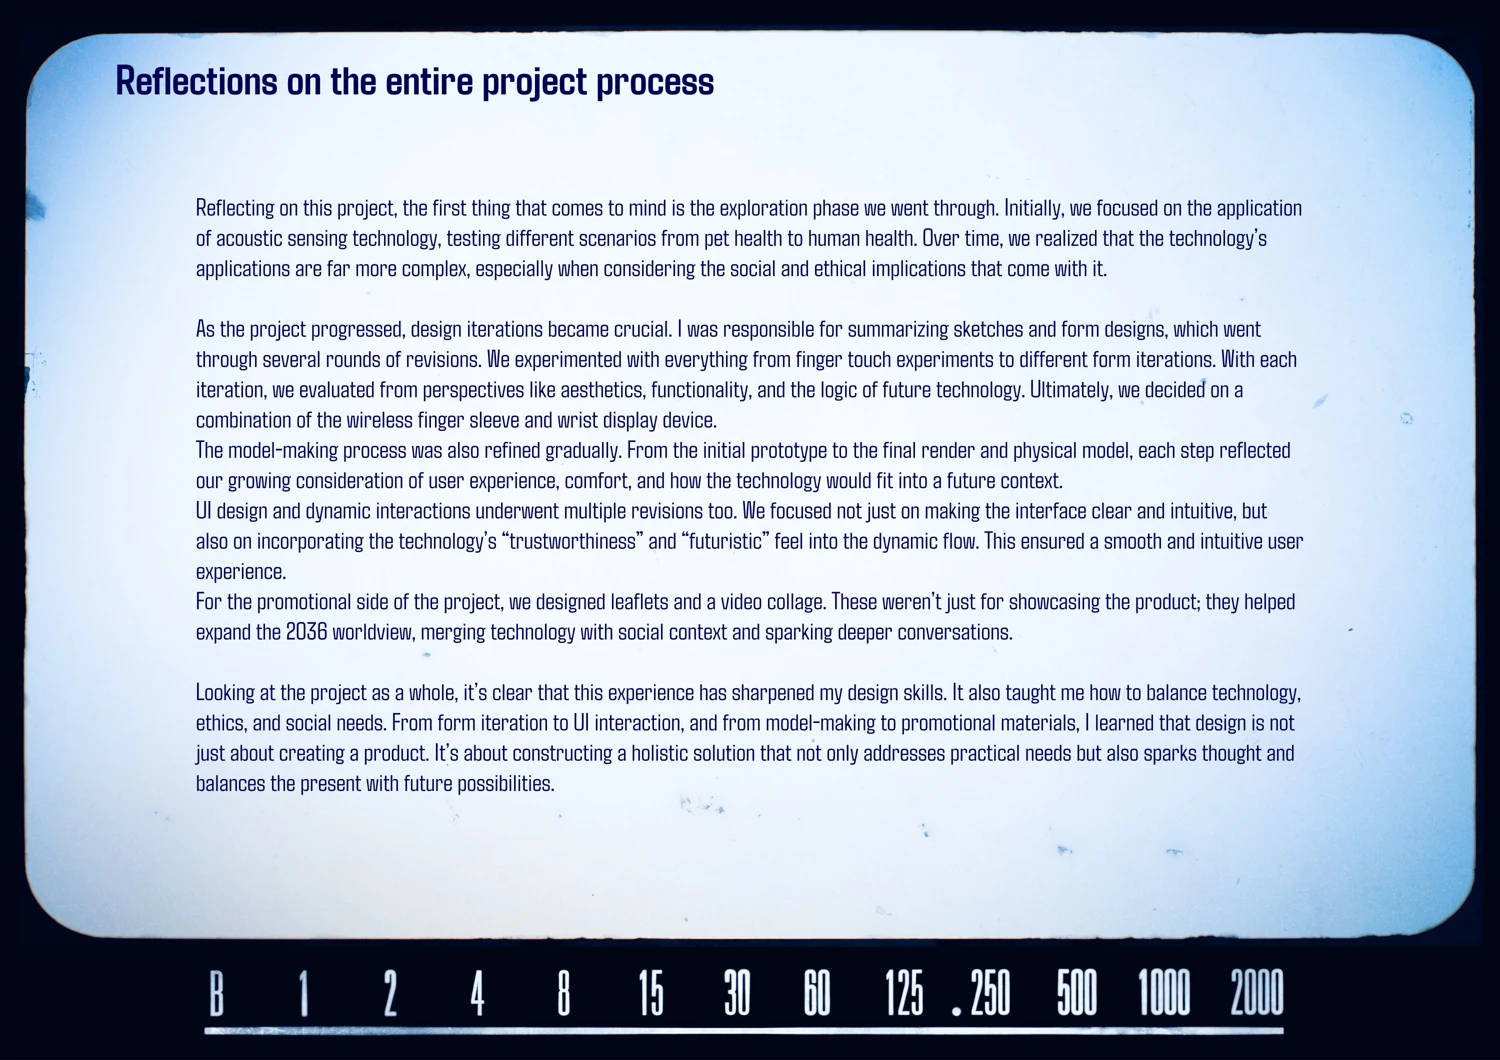 Reflections on the entire project process
Reflecting on this project, the first thing that comes to mind is the exploration phase we went through. Initially, we focused on the application
of acoustic sensing technology, testing different scenarios from pet health to human health. Over time, we realized that the technology's
applications are far more complex, especially when considering the social and ethical implications that come with it.
As the project progressed, design iterations became crucial. I was responsible for summarizing sketches and form designs, which went
through several rounds of revisions. We experimented with everything from finger touch experiments to different form iterations. With each
iteration, we evaluated from perspectives like aesthetics, functionality, and the logic of future technology. Ultimately, we decided on a
combination of the wireless finger sleeve and wrist display device.
The model-making process was also refined gradually. From the initial prototype to the final render and physical model, each step reflected
our growing consideration of user experience, comfort, and how the technology would fit into a future context.
UI design and dynamic interactions underwent multiple revisions too. We focused not just on making the interface clear and intuitive, but
also on incorporating the technology's “trustworthiness” and “futuristic” feel into the dynamic flow. This ensured a smooth and intuitive user
experience.
For the promotional side of the project, we designed leaflets and a video collage. These weren't just for showcasing the product; they helped
expand the 2036 worldview, merging technology with social context and sparking deeper conversations.
Looking at the project as a whole, it's clear that this experience has sharpened my design skills. It also taught me how to balance technology,
ethics, and social needs. From form iteration to UI interaction, and from model-making to promotional materials, I learned that design is not
just about creating a product. It's about constructing a holistic solution that not only addresses practical needs but also sparks thought and
balances the present with future possibilities.
B 1 2 4 8 15 30 60 125 . 250 500 1000 2000